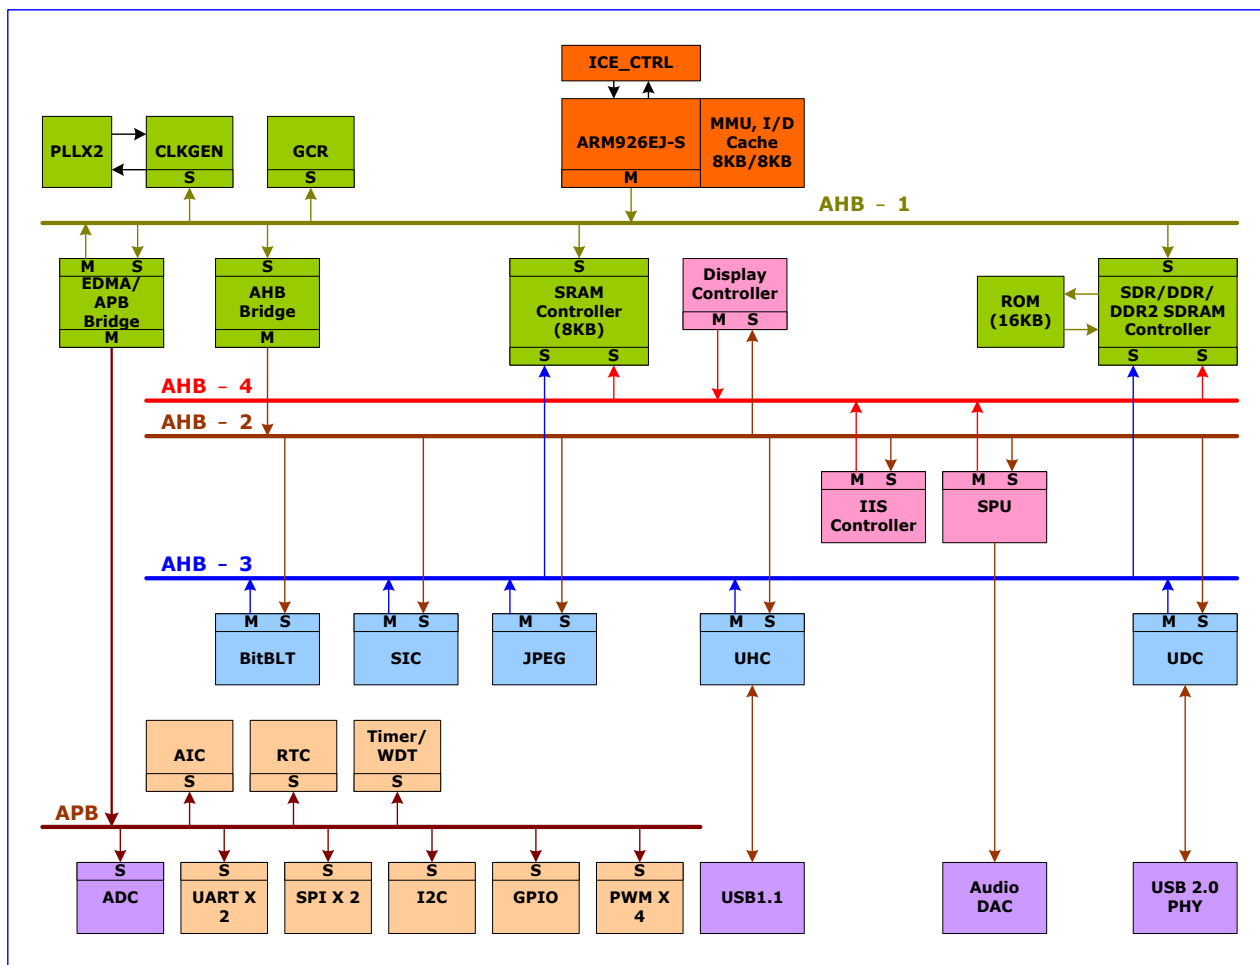 ICE_CTRL
PLLX2
CLKGEN
S
GCR
S
ARM926EJ-S
M
MMU, I/D
Cache
8KB/8KB
AHB – 1
M S
EDMA/
APB
Bridge
M
S
AHB
Bridge
M
S
SRAM
Controller
(8KB)
S S
Display
Controller
M S
ROM
(16KB)
S
SDR/DDR/
DDR2 SDRAM
Controller
S S
AHB – 4
AHB – 2
M S
IIS
Controller
M S
SPU
AHB – 3
M S
BitBLT
M S
SIC
M S
JPEG
M S
UHC
M S
UDC
AIC
S
RTC
S
Timer/
WDT
S
APB
S
ADC
S
UART X
2
S
SPI X 2
S
I2C
S
GPIO
S
PWM X
4
USB1.1
Audio
DAC
USB 2.0
PHY